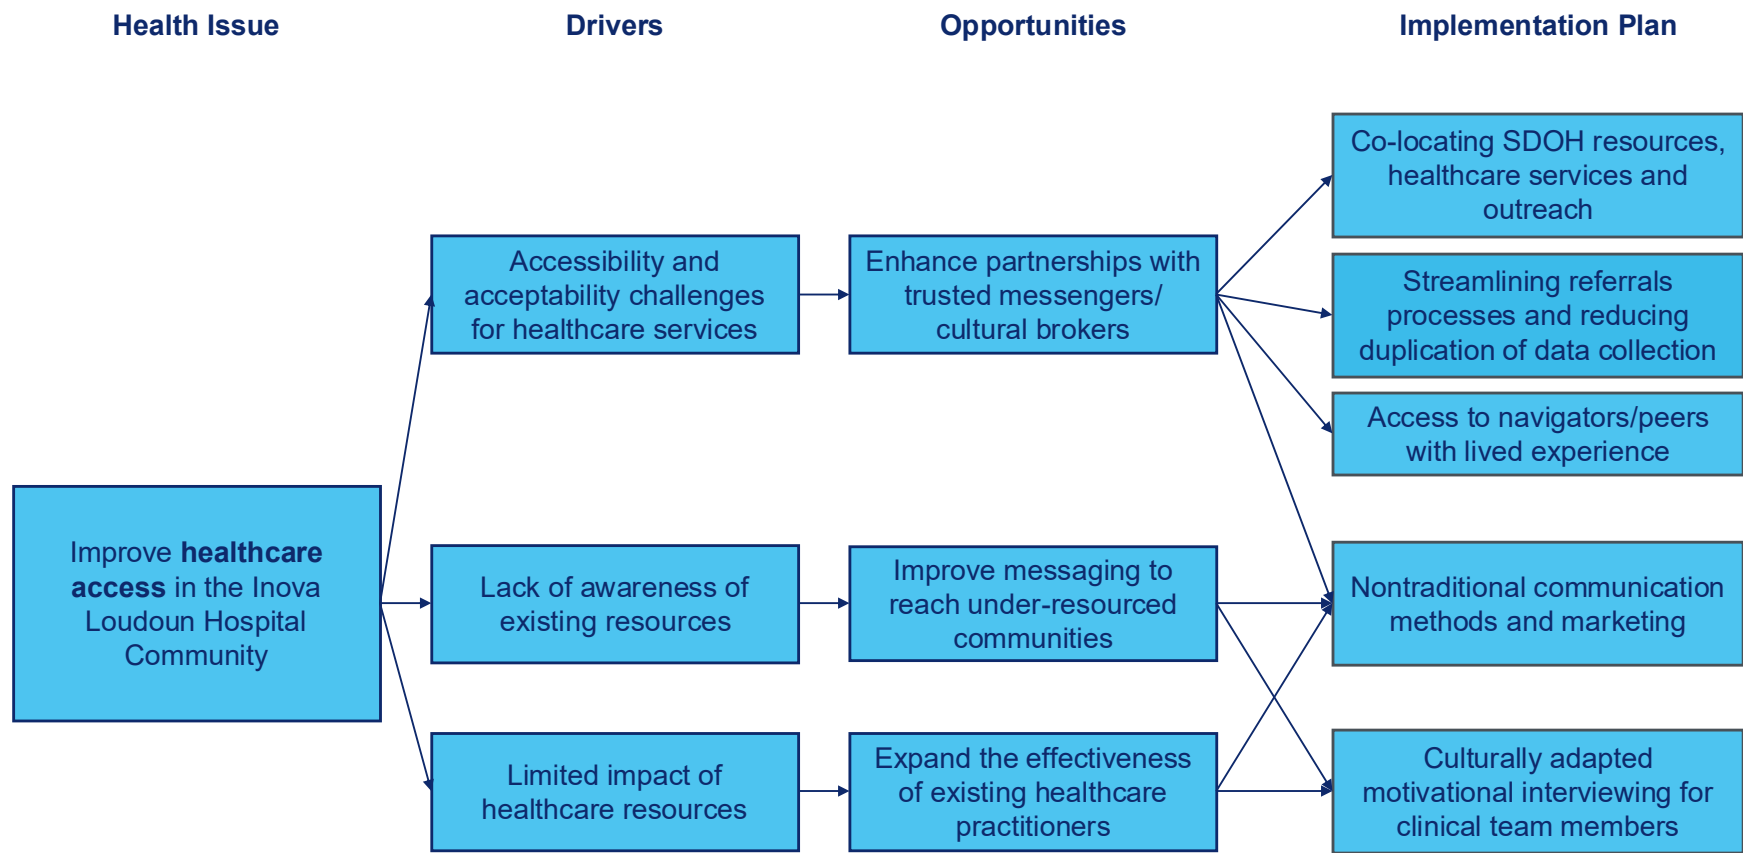 Health Issue
Drivers
Opportunities
Implementation Plan
Improve healthcare
access in the Inova
Loudoun Hospital
Community
Accessibility and
acceptability challenges
for healthcare services
Lack of awareness of
existing resources
Limited impact of
healthcare resources
Enhance partnerships with
trusted messengers/
cultural brokers
Improve messaging to
reach under-resourced
communities
Expand the effectiveness
of existing healthcare
practitioners
Co-locating SDOH resources,
healthcare services and
outreach
Streamlining referrals
processes and reducing
duplication of data collection
Access to navigators/peers
with lived experience
Nontraditional communication
methods and marketing
Culturally adapted
motivational interviewing for
clinical team members